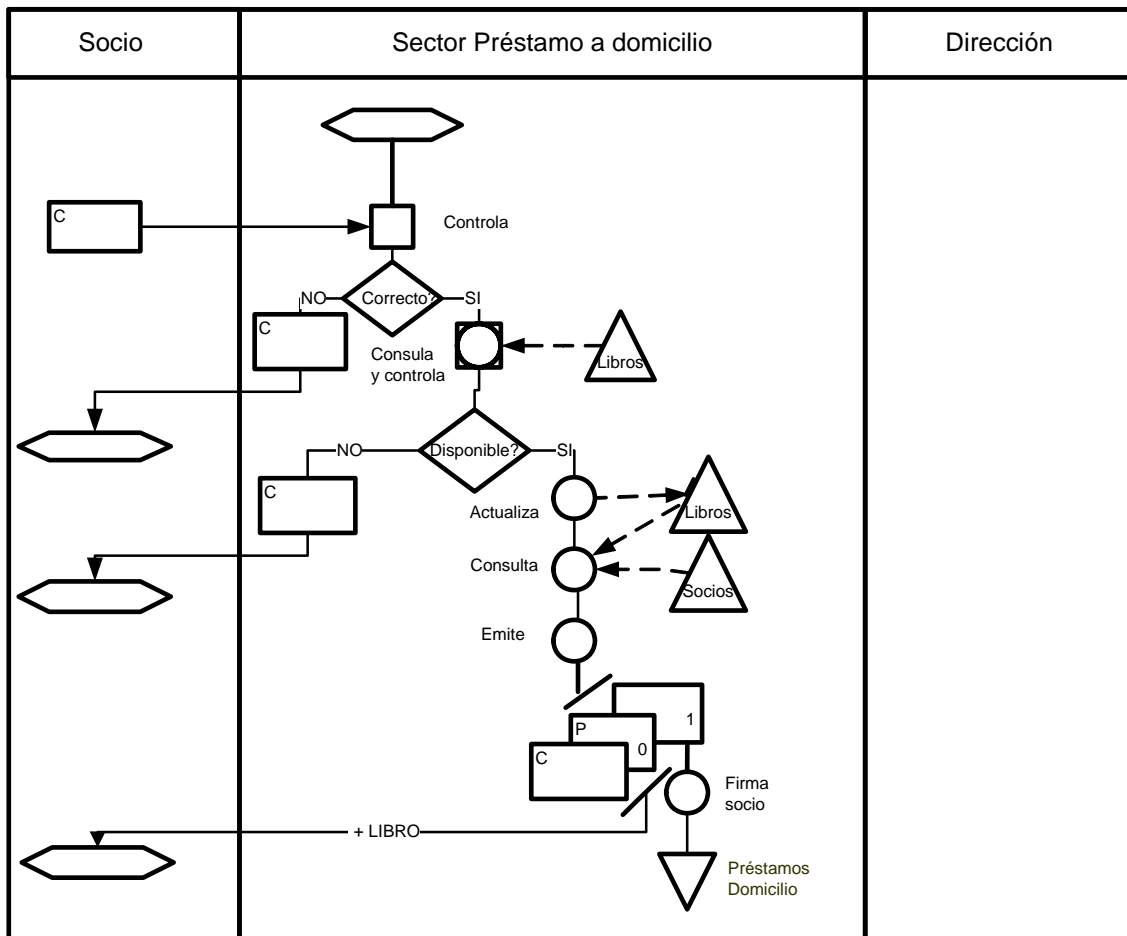 Socio
Sector Préstamo a domicilio
Dirección
C
Controla
NO
Correcto?
SI
C
Consula
y controla
Libros
NO
Disponible?
SI
C
Actualiza
Libros
Consulta
Socios
Emite
1
P
0
C
Firma
socio
+ LIBRO
Préstamos
Domicilio